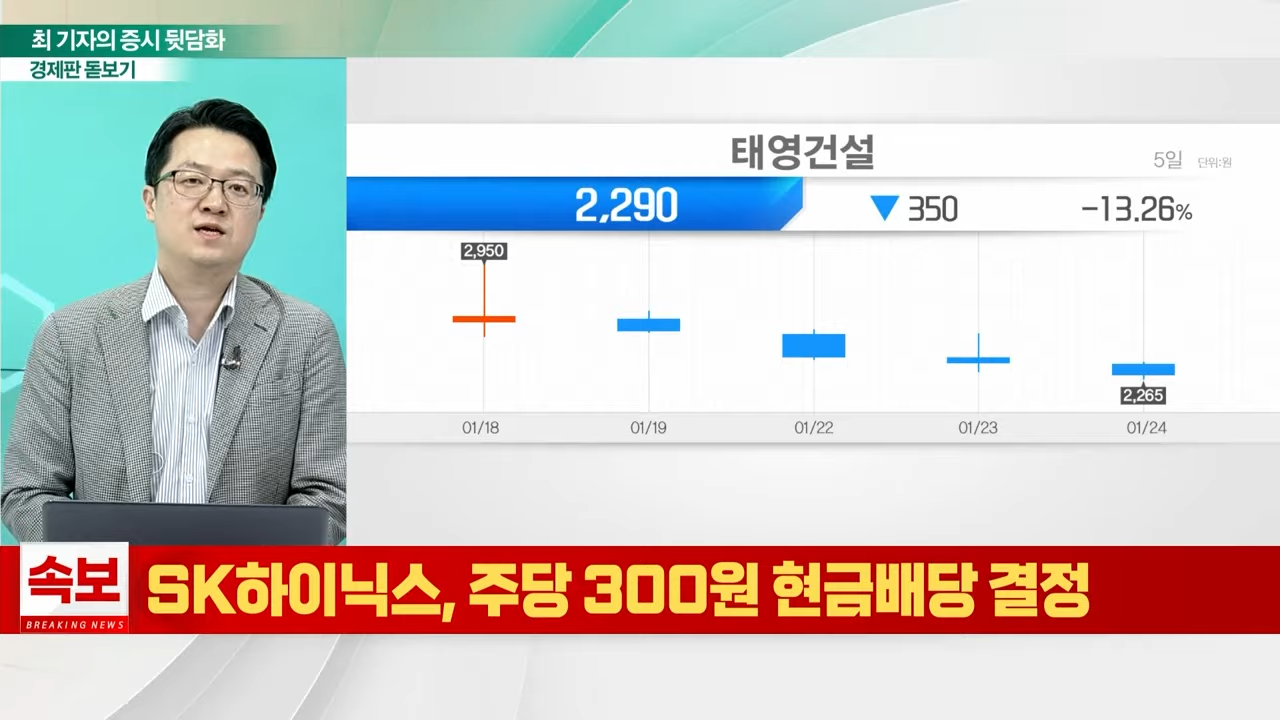 최 기자의 증시 뒷담화
경제판 돋보기
태영건설
5일 단위:원
2,290 ▼ 350 -13.26%
2,950
2,265
01/18 01/19 01/22 01/23 01/24
속보
BREAKING NEWS
SK하이닉스, 주당 300원 현금배당 결정